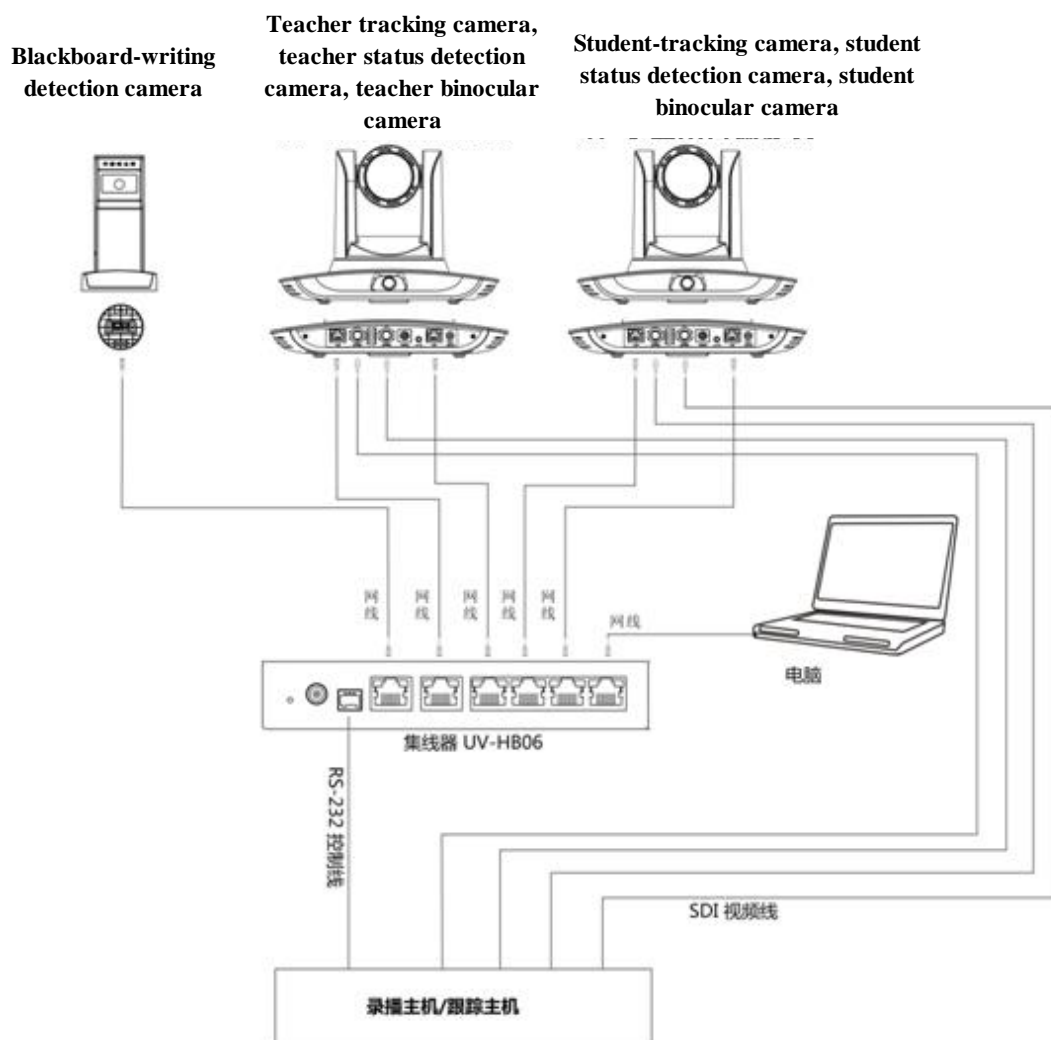 Blackboard-writing
detection camera
Teacher tracking camera,
teacher status detection
camera, teacher binocular
camera
Student-tracking camera, student
status detection camera, student
binocular camera
网线
网线
网线
网线
网线
网线
电脑
集线器 UV-HB06
RS-232 控制线
SDI 视频线
录播主机/跟踪主机